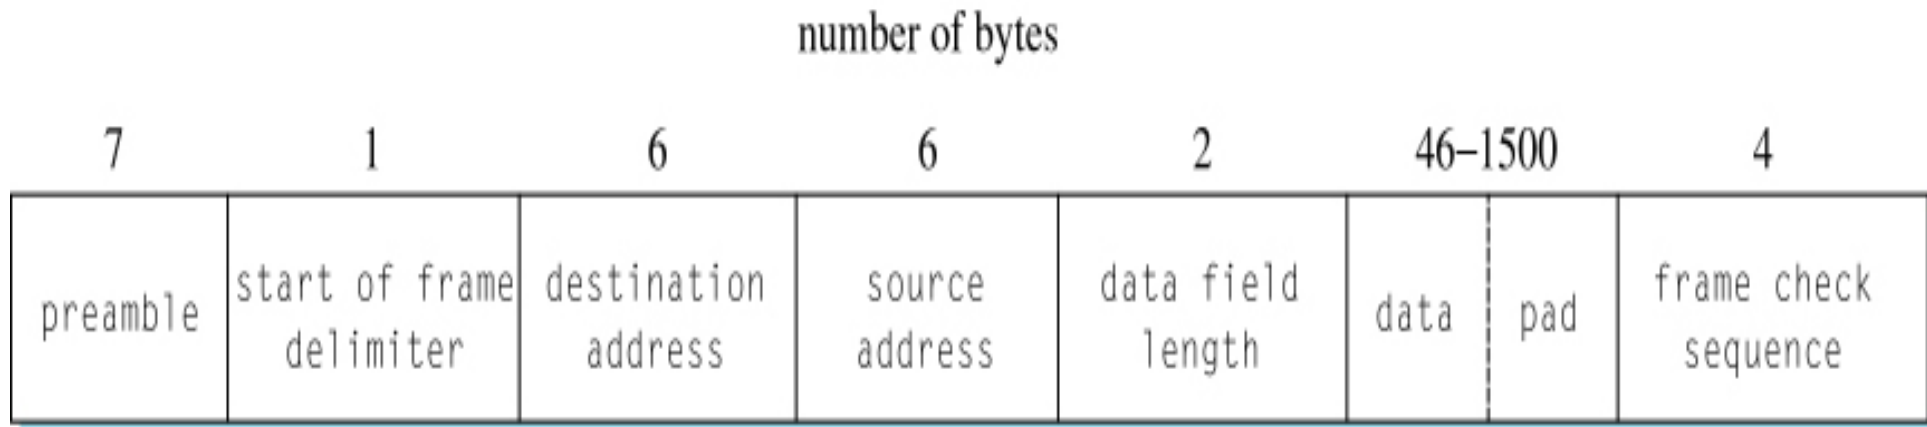 number of bytes
7 1 6 6 2 46–1500 4
preamble
start of frame
delimiter
destination
address
source
address
data field
length
data
pad
frame check
sequence